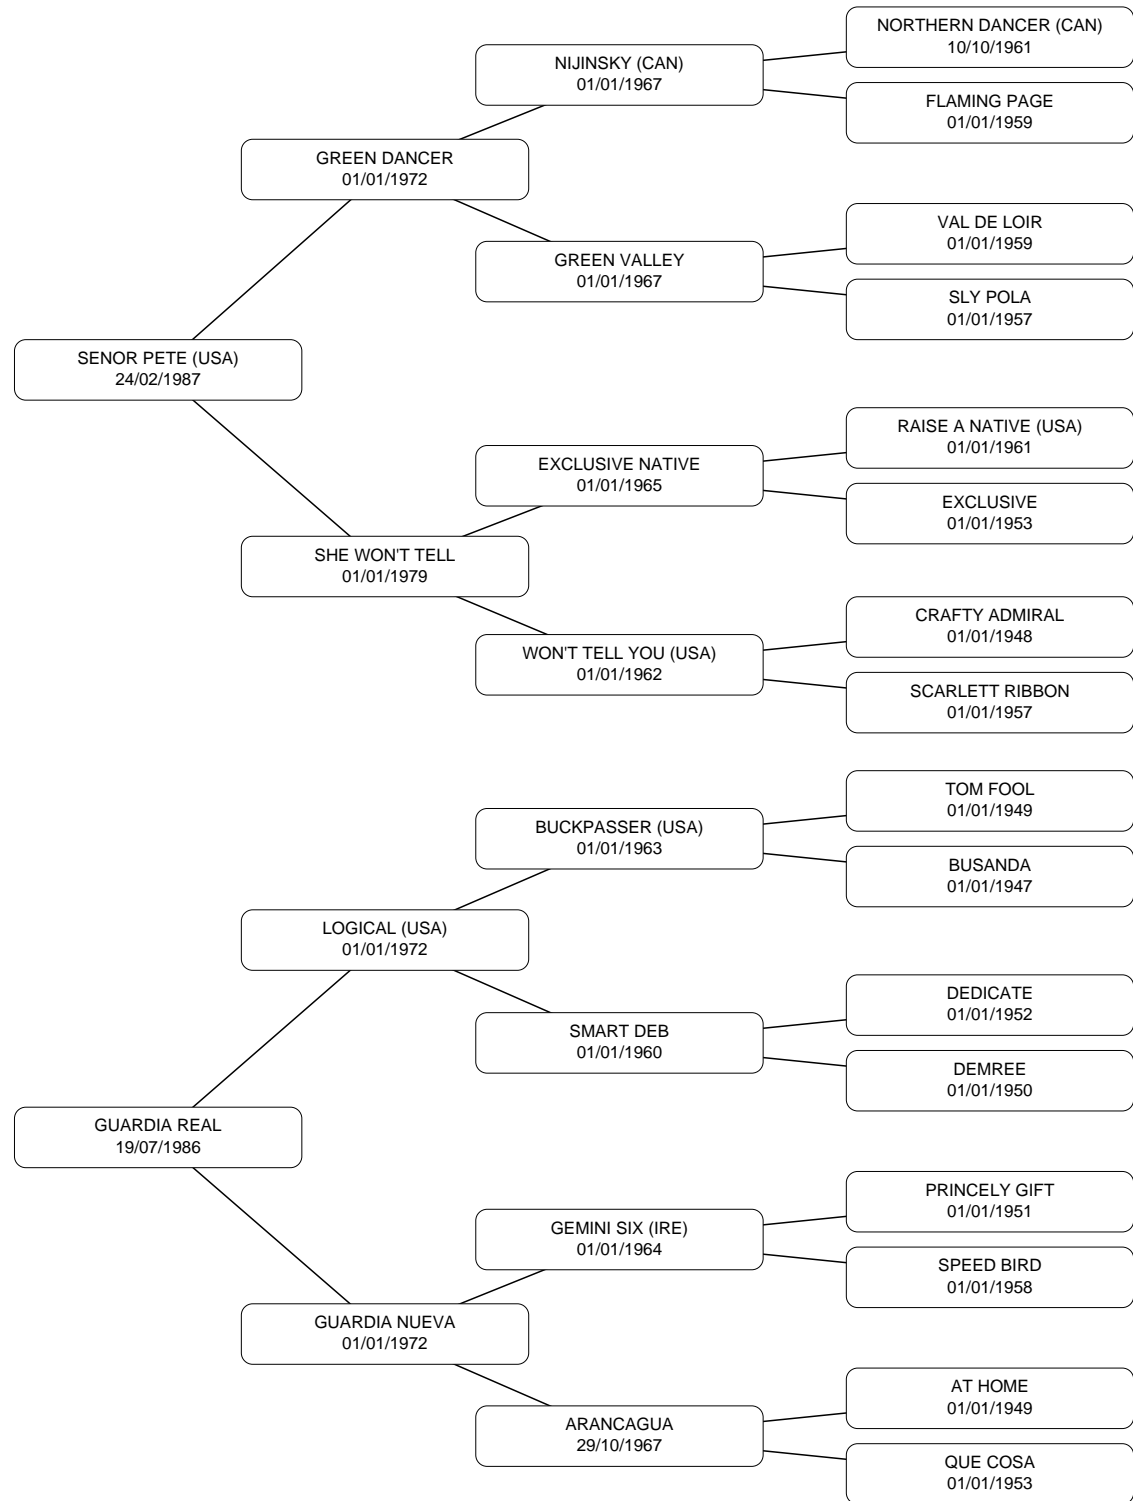 NORTHERN DANCER (CAN)
10/10/1961
NIJINSKY (CAN)
01/01/1967
FLAMING PAGE
01/01/1959
GREEN DANCER
01/01/1972
VAL DE LOIR
01/01/1959
GREEN VALLEY
01/01/1967
SLY POLA
01/01/1957
SENOR PETE (USA)
24/02/1987
RAISE A NATIVE (USA)
01/01/1961
EXCLUSIVE NATIVE
01/01/1965
EXCLUSIVE
01/01/1953
SHE WON'T TELL
01/01/1979
CRAFTY ADMIRAL
01/01/1948
WON'T TELL YOU (USA)
01/01/1962
SCARLETT RIBBON
01/01/1957
TOM FOOL
01/01/1949
BUCKPASSER (USA)
01/01/1963
BUSANDA
01/01/1947
LOGICAL (USA)
01/01/1972
DEDICATE
01/01/1952
SMART DEB
01/01/1960
DEMREE
01/01/1950
GUARDIA REAL
19/07/1986
PRINCELY GIFT
01/01/1951
GEMINI SIX (IRE)
01/01/1964
SPEED BIRD
01/01/1958
GUARDIA NUEVA
01/01/1972
AT HOME
01/01/1949
ARANCAGUA
29/10/1967
QUE COSA
01/01/1953